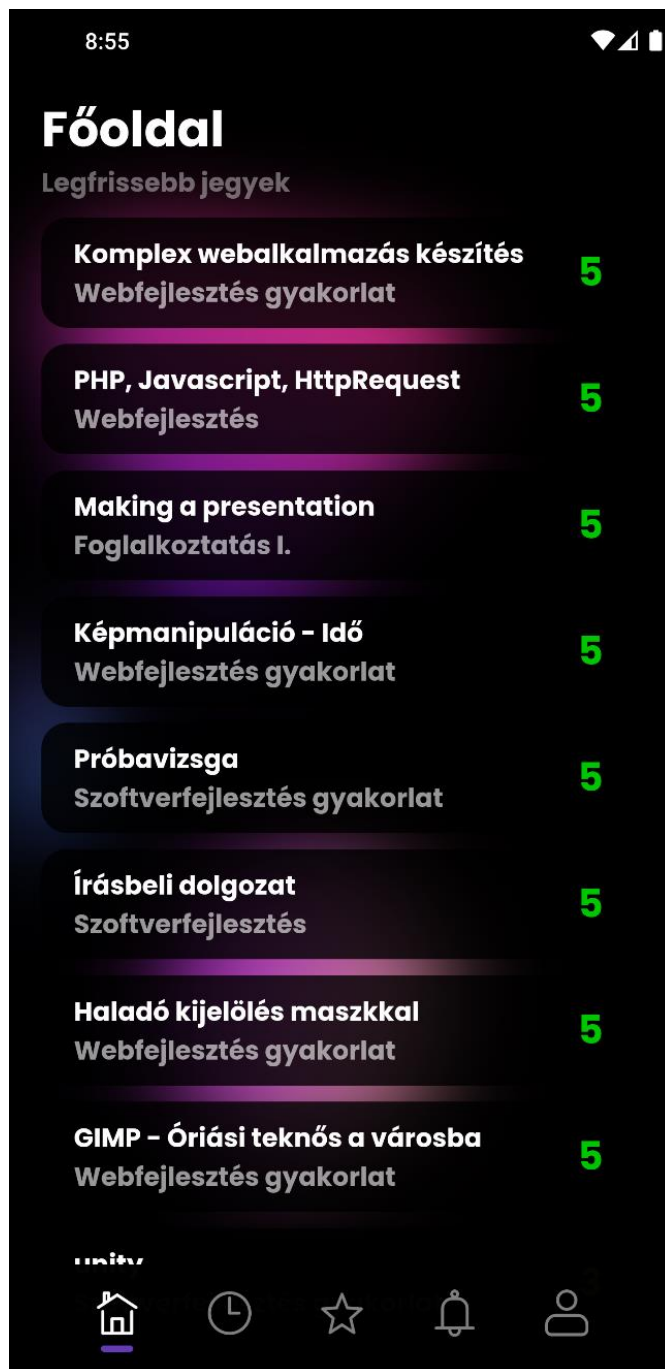 8:55
Főoldal
Legfrissebb jegyek
Komplex webalkalmazás készítés
5
Webfejlesztés gyakorlat
PHP, Javascript, HttpRequest
5
Webfejlesztés
Making a presentation
5
Foglalkoztatás I.
Képmanipuláció - Idő
5
Webfejlesztés gyakorlat
Próbavizsga
5
Szoftverfejlesztés gyakorlat
Írásbeli dolgozat
5
Szoftverfejlesztés
Haladó kijelölés maszkkal
5
Webfejlesztés gyakorlat
GIMP - Óriási teknős a városba
5
Webfejlesztés gyakorlat
unity
3